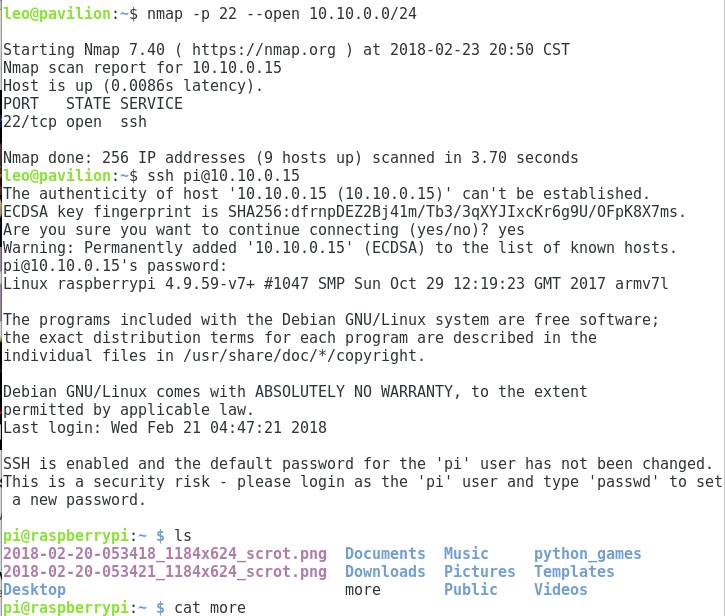 leo@pavilion:~$ nmap -p 22 --open 10.10.0.0/24
Starting Nmap 7.40 ( https://nmap.org ) at 2018-02-23 20:50 CST
Nmap scan report for 10.10.0.15
Host is up (0.0086s latency).
PORT   STATE SERVICE
22/tcp open  ssh
Nmap done: 256 IP addresses (9 hosts up) scanned in 3.70 seconds
leo@pavilion:~$ ssh pi@10.10.0.15
The authenticity of host '10.10.0.15 (10.10.0.15)' can't be established.
ECDSA key fingerprint is SHA256:dfrnpDEZ2Bj41m/Tb3/3qXYJIxcKr6g9U/OFpK8X7ms.
Are you sure you want to continue connecting (yes/no)? yes
Warning: Permanently added '10.10.0.15' (ECDSA) to the list of known hosts.
pi@10.10.0.15's password:
Linux raspberrypi 4.9.59-v7+ #1047 SMP Sun Oct 29 12:19:23 GMT 2017 armv7l
The programs included with the Debian GNU/Linux system are free software;
the exact distribution terms for each program are described in the
individual files in /usr/share/doc/*/copyright.
Debian GNU/Linux comes with ABSOLUTELY NO WARRANTY, to the extent
permitted by applicable law.
Last login: Wed Feb 21 04:47:21 2018
SSH is enabled and the default password for the 'pi' user has not been changed.
This is a security risk - please login as the 'pi' user and type 'passwd' to set
 a new password.
pi@raspberrypi:~ $ ls
2018-02-20-053418_1184x624_scrot.png  Documents  Music     python_games
2018-02-20-053421_1184x624_scrot.png  Downloads  Pictures  Templates
Desktop                               more       Public    Videos
pi@raspberrypi:~ $ cat more